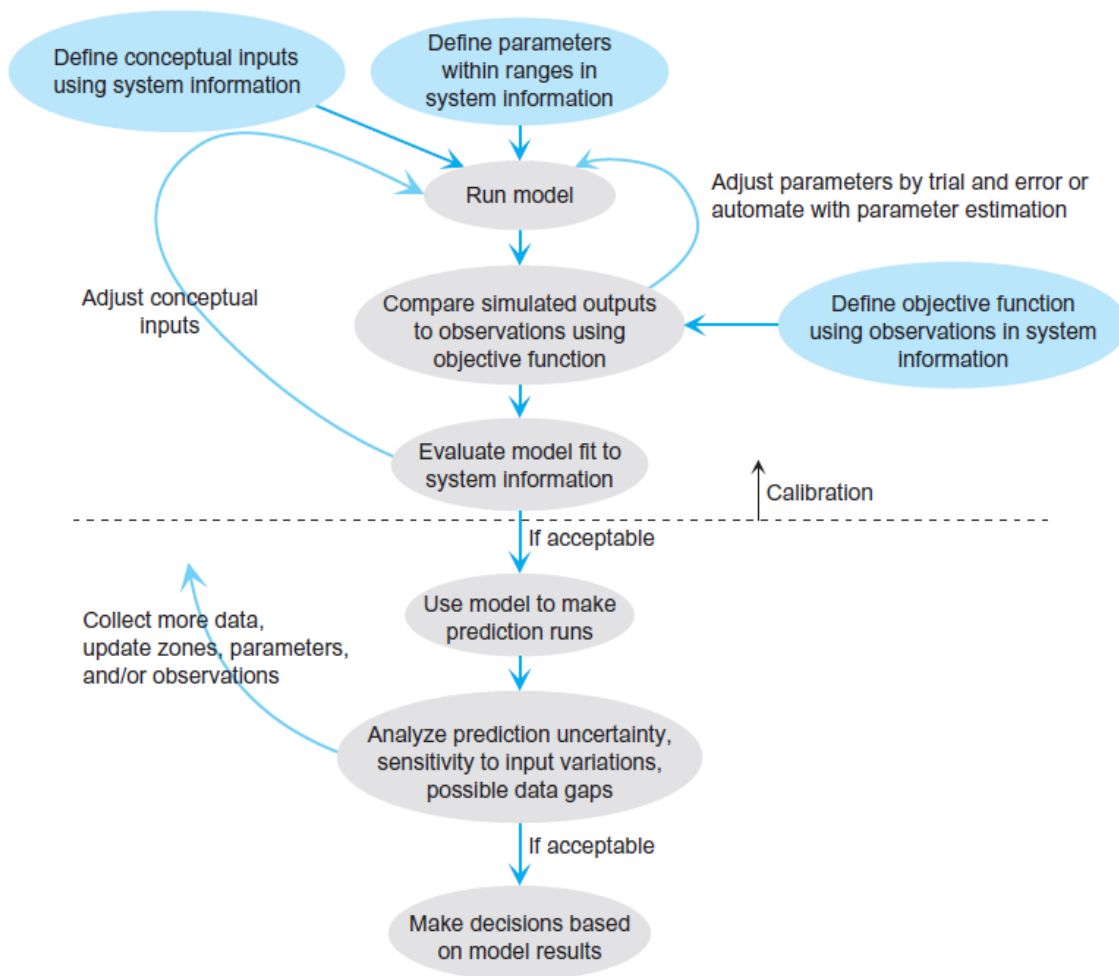 Define conceptual inputs
using system information
Define parameters
within ranges in
system information
Run model
Adjust parameters by trial and error or
automate with parameter estimation
Adjust conceptual
inputs
Compare simulated outputs
to observations using
objective function
Define objective function
using observations in system
information
Evaluate model fit to
system information
Calibration
If acceptable
Use model to make
prediction runs
Collect more data,
update zones, parameters,
and/or observations
Analyze prediction uncertainty,
sensitivity to input variations,
possible data gaps
If acceptable
Make decisions based
on model results